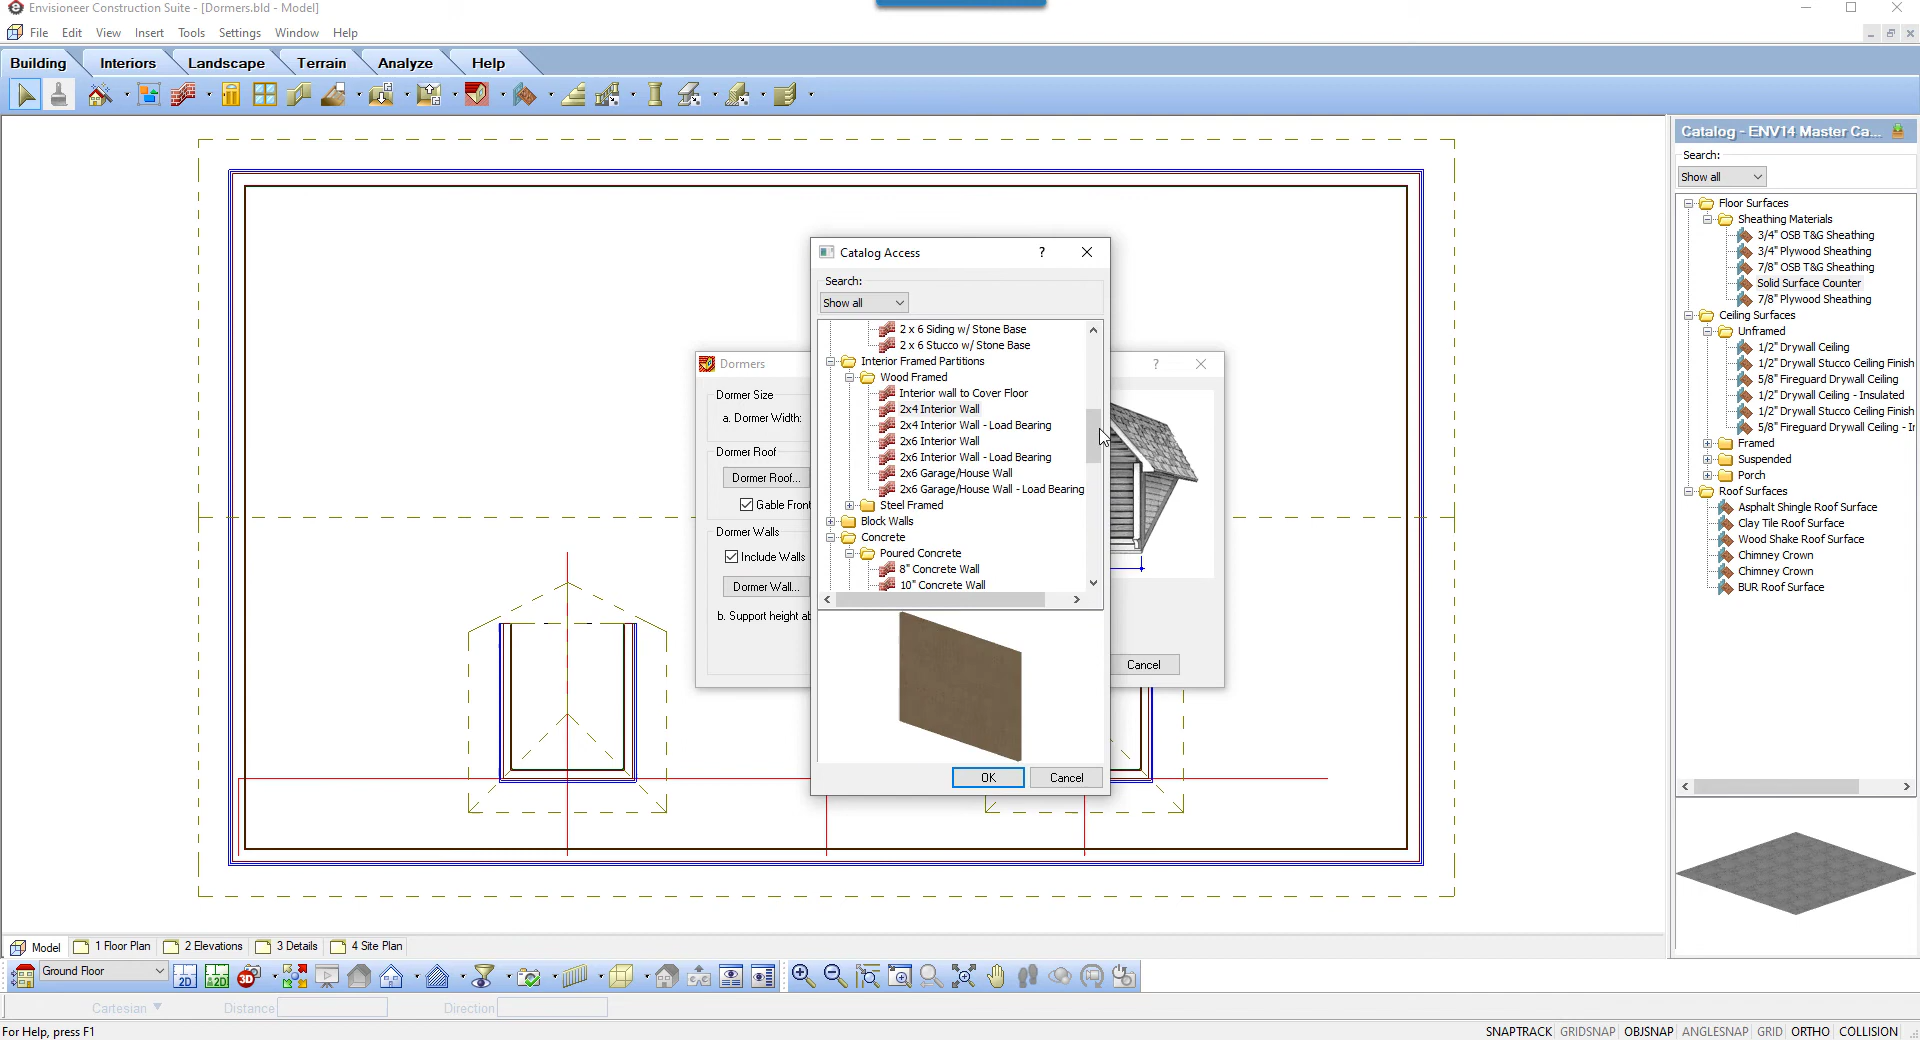 Envisioneer Construction Suite - [Dormers.bld - Model]
File Edit View Insert Tools Settings Window Help
Building Interiors Landscape Terrain Analyze Help
Catalog - ENV14 Master Ca...
Search:
Show all
Floor Surfaces
Sheathing Materials
3/4" OSB T&G Sheathing
3/4" Plywood Sheathing
7/8" OSB T&G Sheathing
Solid Surface Counter
7/8" Plywood Sheathing
Ceiling Surfaces
Unframed
1/2" Drywall Ceiling
1/2" Drywall Stucco Ceiling Finish
5/8" Fireguard Drywall Ceiling
1/2" Drywall Ceiling - Insulated
1/2" Drywall Stucco Ceiling Finish
5/8" Fireguard Drywall Ceiling - Ir
Framed
Suspended
Porch
Roof Surfaces
Asphalt Shingle Roof Surface
Clay Tile Roof Surface
Wood Shake Roof Surface
Chimney Crown
Chimney Crown
BUR Roof Surface
Catalog Access
?
Search:
Show all
2 x 6 Siding w/ Stone Base
2 x 6 Stucco w/ Stone Base
Interior Framed Partitions
Wood Framed
Interior wall to Cover Floor
2x4 Interior Wall
2x4 Interior Wall - Load Bearing
2x6 Interior Wall
2x6 Interior Wall - Load Bearing
2x6 Garage/House Wall
2x6 Garage/House Wall - Load Bearing
Steel Framed
Block Walls
Concrete
Poured Concrete
8" Concrete Wall
10" Concrete Wall
OK Cancel
Dormers
?
Dormer Size
a. Dormer Width:
Dormer Roof
Dormer Roof...
Gable Front
Dormer Walls
Include Walls
Dormer Wall...
b. Support height ab
Cancel
Model 1 Floor Plan 2 Elevations 3 Details 4 Site Plan
Ground Floor 2D 2D 3D
Cartesian Distance Direction
For Help, press F1
SNAPTRACK GRIDSNAP OBJSNAP ANGLESNAP GRID ORTHO COLLISION